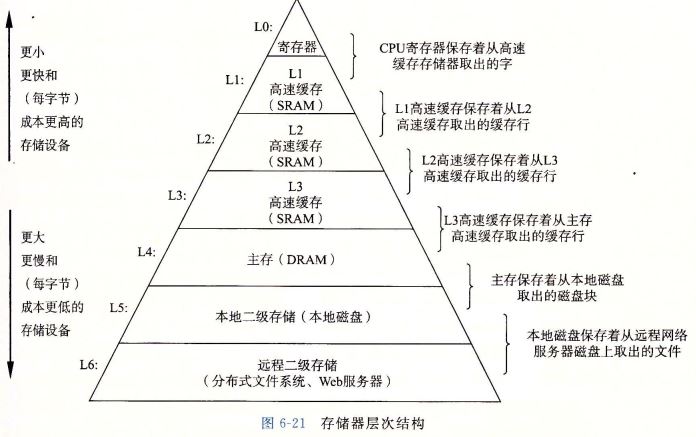 更小
更快和
（每字节）
成本更高的
存储设备
更大
更慢和
（每字节）
成本更低的
存储设备
L0:
寄存器
CPU寄存器保存着从高速
缓存存储器取出的字
L1:
L1
高速缓存
（SRAM）
L1高速缓存保存着从L2
高速缓存取出的缓存行
L2:
L2
高速缓存
（SRAM）
L2高速缓存保存着从L3
高速缓存取出的缓存行
L3:
L3
高速缓存
（SRAM）
L3高速缓存保存着从主存
高速缓存取出的缓存行
L4:
主存（DRAM）
主存保存着从本地磁盘
取出的磁盘块
L5:
本地二级存储（本地磁盘）
本地磁盘保存着从远程网络
服务器磁盘上取出的文件
L6:
远程二级存储
（分布式文件系统、Web服务器）
图 6-21 存储器层次结构